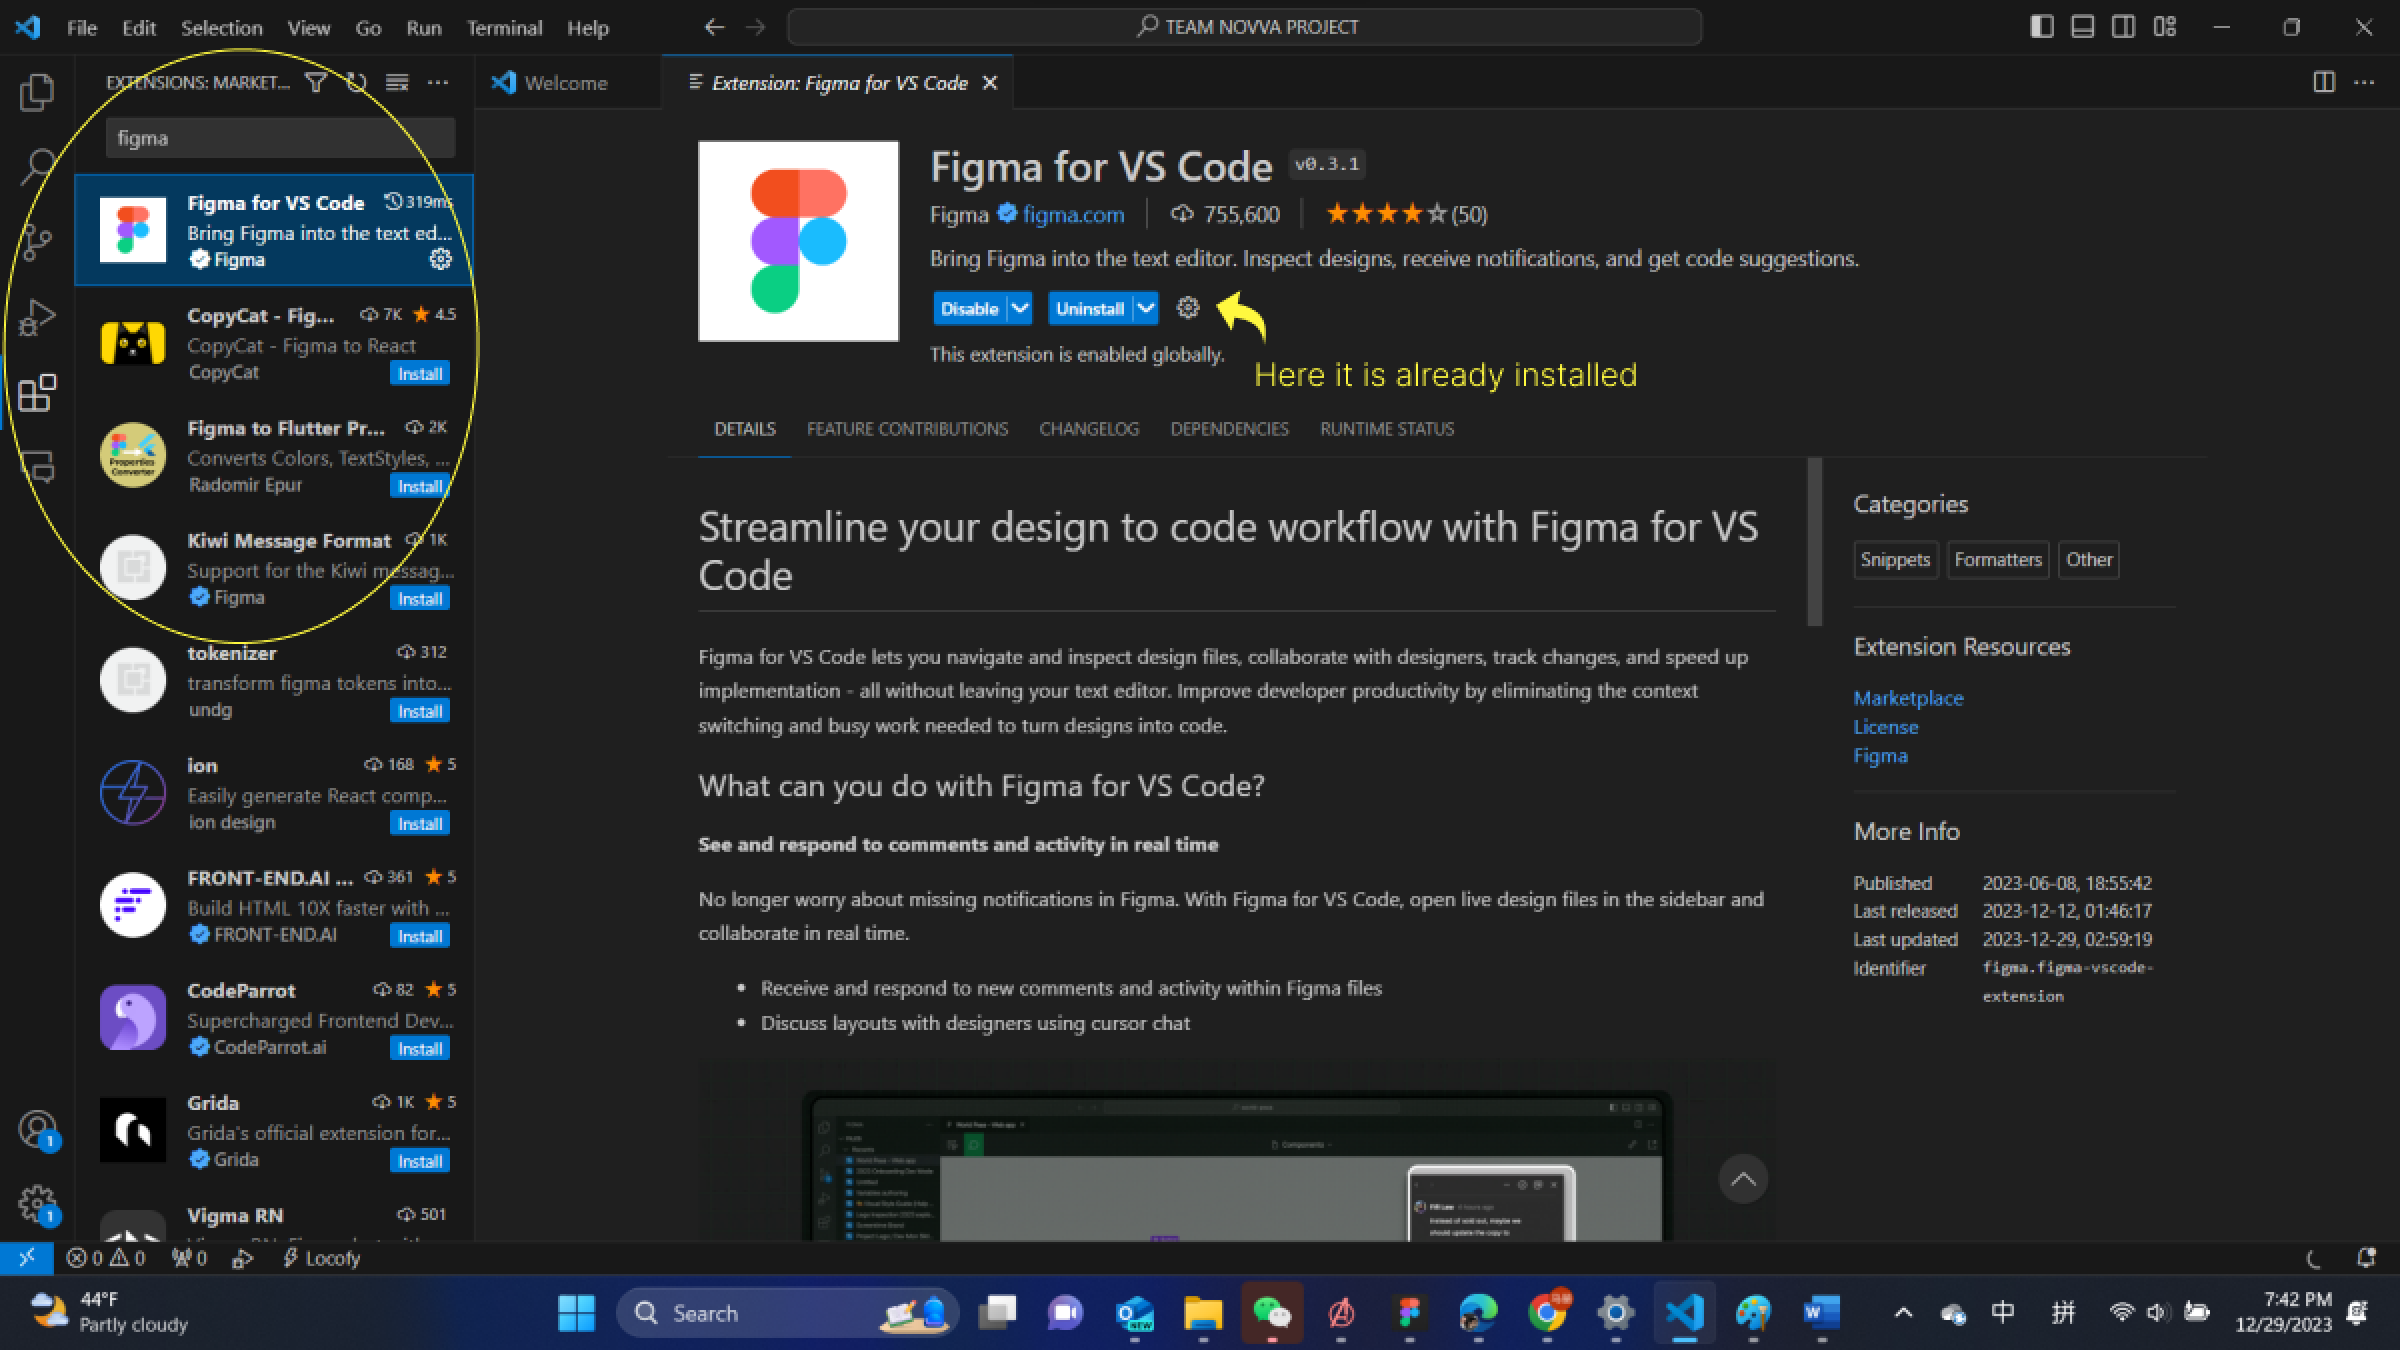 File Edit Selection View Go Run Terminal Help
TEAM NOVVA PROJECT
EXTENSIONS: MARKET...
Welcome
Extension: Figma for VS Code
figma
Figma for VS Code 319ms
Bring Figma into the text ed...
Figma
CopyCat - Fig... 7K 4.5
CopyCat - Figma to React
CopyCat Install
Figma to Flutter Pr... 2K
Converts Colors, TextStyles, ...
Radomir Epur Install
Properties
Converter
Kiwi Message Format 1K
Support for the Kiwi messag...
Figma Install
tokenizer 312
transform figma tokens into...
undg Install
ion 168 5
Easily generate React comp...
ion design Install
FRONT-END.AI ... 361 5
Build HTML 10X faster with ...
FRONT-END.AI Install
CodeParrot 82 5
Supercharged Frontend Dev...
CodeParrot.ai Install
Grida 1K 5
Grida's official extension for...
Grida Install
Vigma RN 501
Figma for VS Code v0.3.1
Figma figma.com 755,600 (50)
Bring Figma into the text editor. Inspect designs, receive notifications, and get code suggestions.
Disable Uninstall
This extension is enabled globally.
Here it is already installed
DETAILS FEATURE CONTRIBUTIONS CHANGELOG DEPENDENCIES RUNTIME STATUS
Streamline your design to code workflow with Figma for VS
Code
Figma for VS Code lets you navigate and inspect design files, collaborate with designers, track changes, and speed up
implementation - all without leaving your text editor. Improve developer productivity by eliminating the context
switching and busy work needed to turn designs into code.
What can you do with Figma for VS Code?
See and respond to comments and activity in real time
No longer worry about missing notifications in Figma. With Figma for VS Code, open live design files in the sidebar and
collaborate in real time.
• Receive and respond to new comments and activity within Figma files
• Discuss layouts with designers using cursor chat
Components
Categories
Snippets Formatters Other
Extension Resources
Marketplace
License
Figma
More Info
Published 2023-06-08, 18:55:42
Last released 2023-12-12, 01:46:17
Last updated 2023-12-29, 02:59:19
Identifier figma.figma-vscode-
extension
1
1
0 0 0 Locofy
44°F
Partly cloudy
Search
NEW
中 拼
7:42 PM
12/29/2023